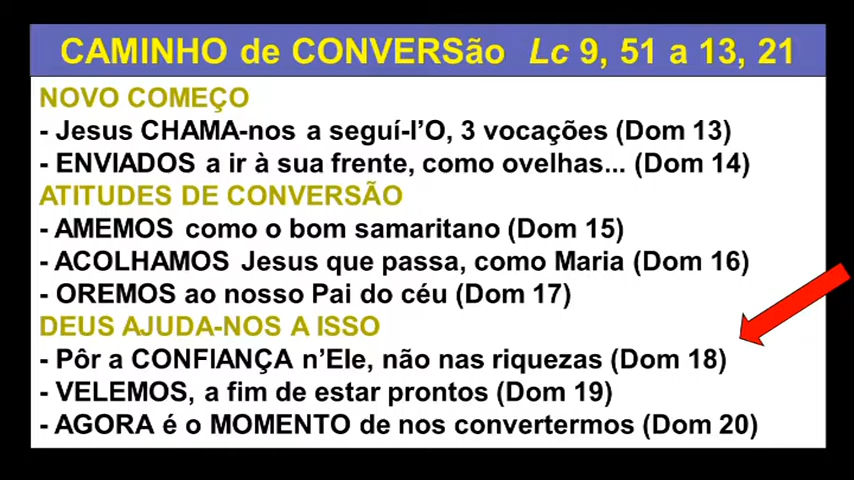 CAMINHO de CONVERSão Lc 9, 51 a 13, 21
NOVO COMEÇO
- Jesus CHAMA-nos a seguí-l'O, 3 vocações (Dom 13)
- ENVIADOS a ir à sua frente, como ovelhas... (Dom 14)
ATITUDES DE CONVERSÃO
- AMEMOS como o bom samaritano (Dom 15)
- ACOLHAMOS Jesus que passa, como Maria (Dom 16)
- OREMOS ao nosso Pai do céu (Dom 17)
DEUS AJUDA-NOS A ISSO
- Pôr a CONFIANÇA n'Ele, não nas riquezas (Dom 18)
- VELEMOS, a fim de estar prontos (Dom 19)
- AGORA é o MOMENTO de nos convertermos (Dom 20)